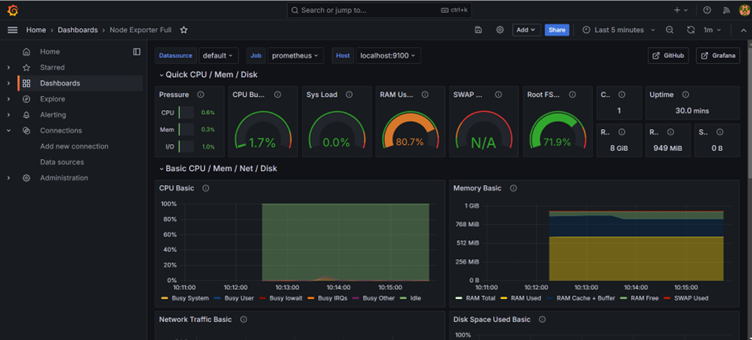 Search or jump to... ctrl+k
Home › Dashboards › Node Exporter Full
Add Share Last 5 minutes 1m
Home
Starred
Dashboards
Explore
Alerting
Connections
Add new connection
Data sources
Administration
Datasource default Job prometheus Host localhost:9100 GitHub Grafana
Quick CPU / Mem / Disk
Pressure CPU Bu... Sys Load RAM Us... SWAP ... Root FS... C... Uptime
CPU 0.6%
Mem 0.3%
I/O 1.0%
1.7% 0.0% 80.7% N/A 71.9%
1 30.0 mins
R... R... S...
8 GiB 949 MiB 0 B
Basic CPU / Mem / Net / Disk
CPU Basic
100%
80%
60%
40%
20%
0%
10:11:00 10:12:00 10:13:00 10:14:00 10:15:00
Busy System Busy User Busy Iowait Busy IRQs Busy Other Idle
Memory Basic
1 GiB
768 MiB
512 MiB
256 MiB
0 B
10:11:00 10:12:00 10:13:00 10:14:00 10:15:00
RAM Total RAM Used RAM Cache + Buffer RAM Free SWAP Used
Network Traffic Basic
Disk Space Used Basic
100%